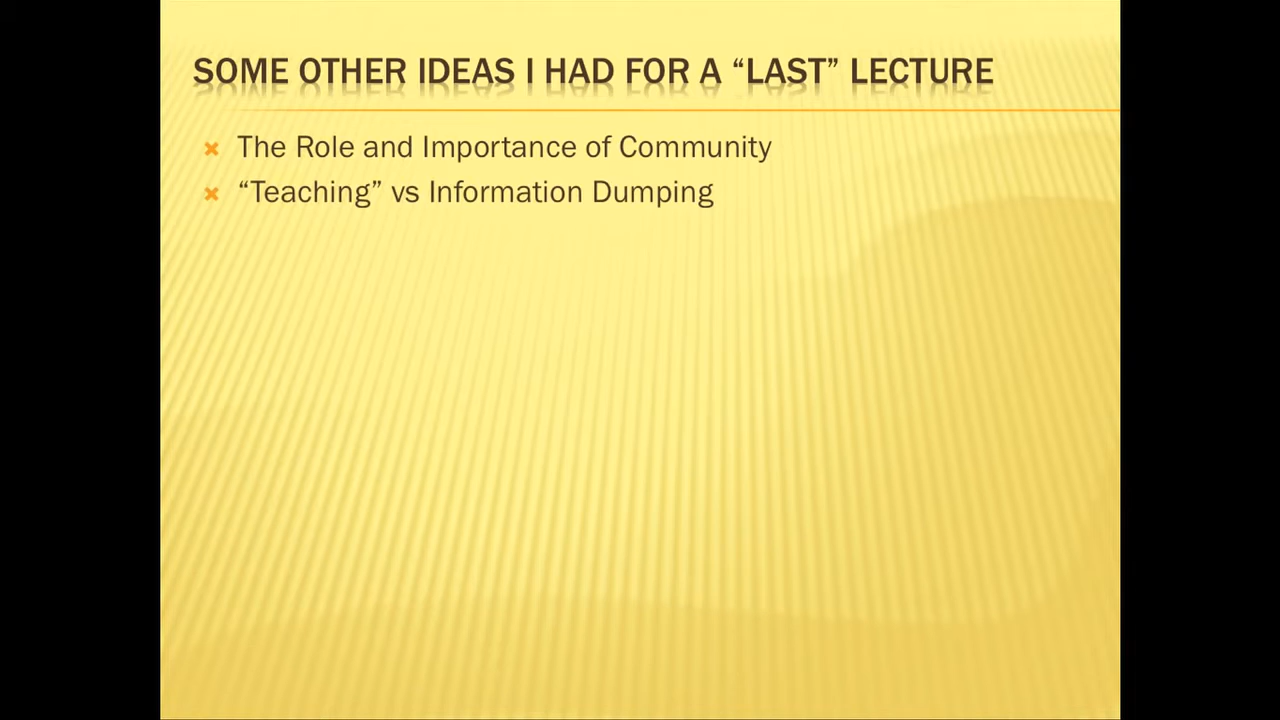 SOME OTHER IDEAS I HAD FOR A “LAST” LECTURE
The Role and Importance of Community
“Teaching” vs Information Dumping